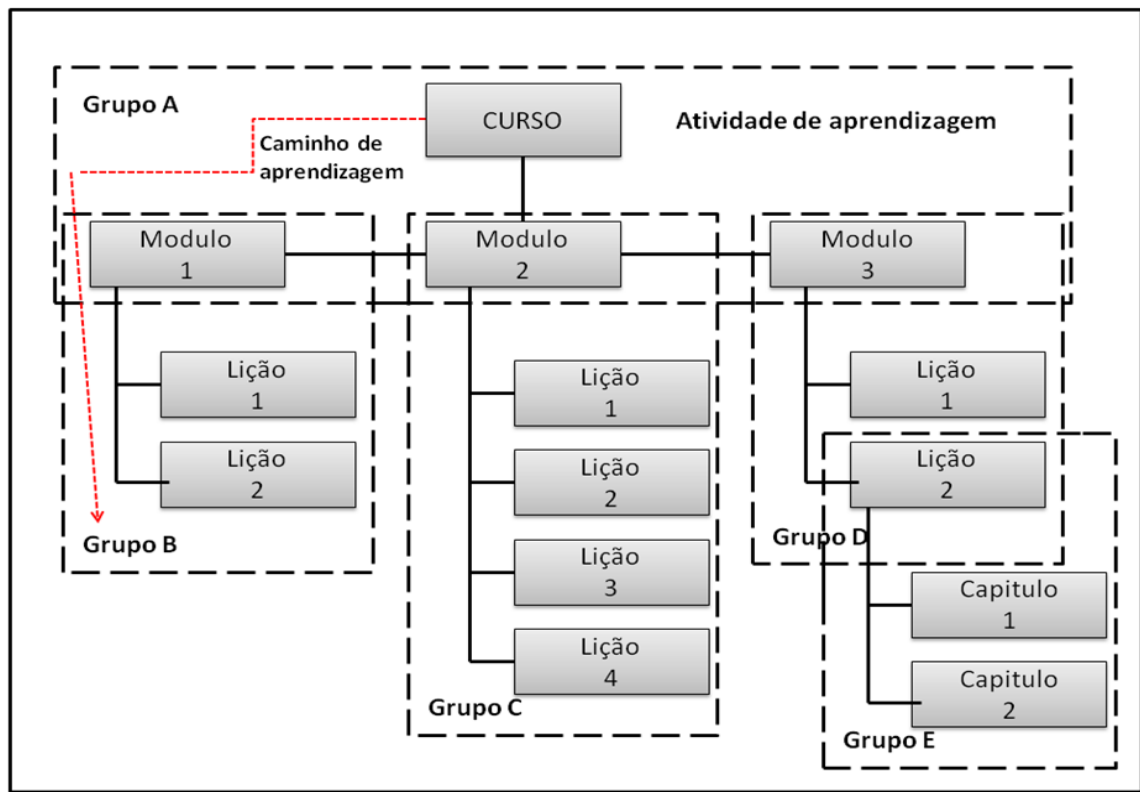 Grupo A
CURSO
Atividade de aprendizagem
Caminho de
aprendizagem
Modulo
1
Modulo
2
Modulo
3
Lição
1
Lição
2
Grupo B
Lição
1
Lição
2
Lição
3
Lição
4
Grupo C
Lição
1
Lição
2
Grupo D
Capitulo
1
Capitulo
2
Grupo E